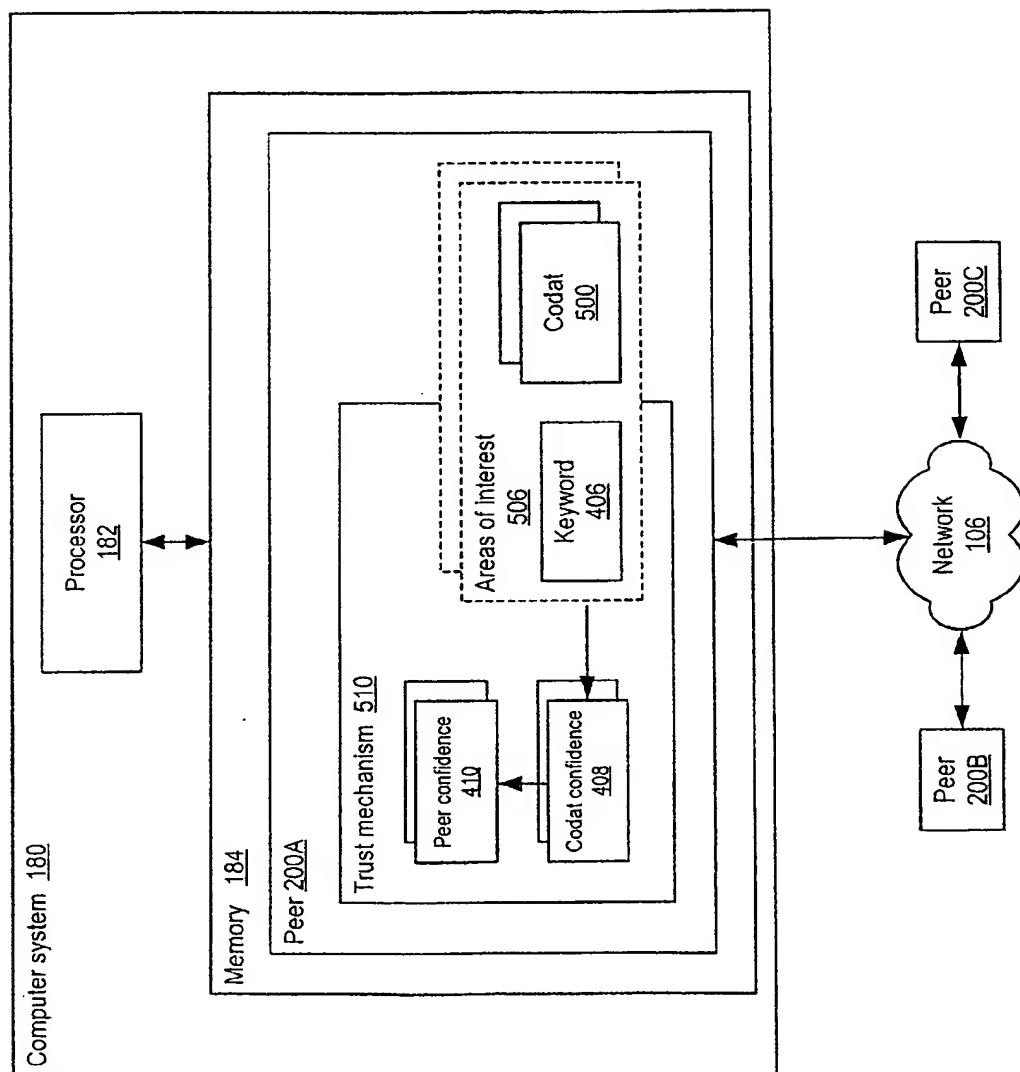 Computer system 180
Processor
182
Memory 184
Peer 200A
Trust mechanism 510
Peer confidence
410
Codat confidence
408
Areas of interest
506
Keyword
406
Codat
500
Peer
200B
Network
106
Peer
200C